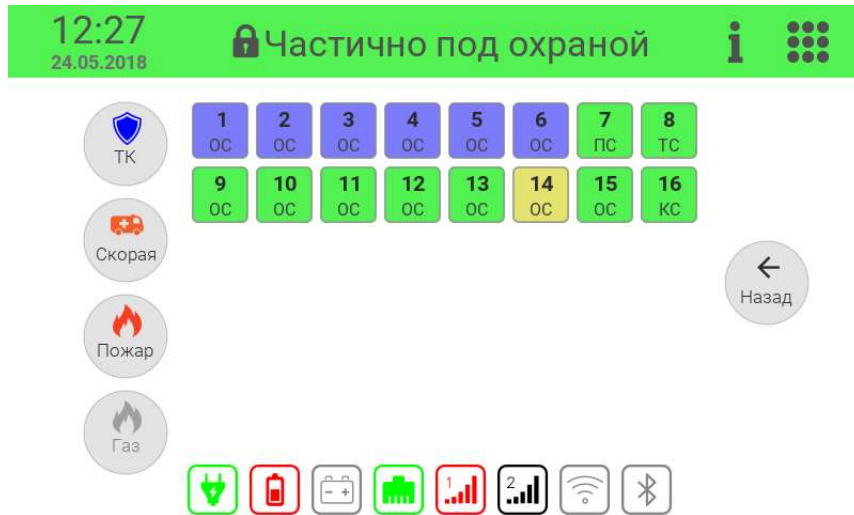 12:27
24.05.2018
Частично под охраной
i
ТК
Скорая
Пожар
Газ
1 2 3 4 5 6 7 8
ОС ОС ОС ОС ОС ОС ПС ТС
9 10 11 12 13 14 15 16
ОС ОС ОС ОС ОС ОС ОС КС
Назад
1 2